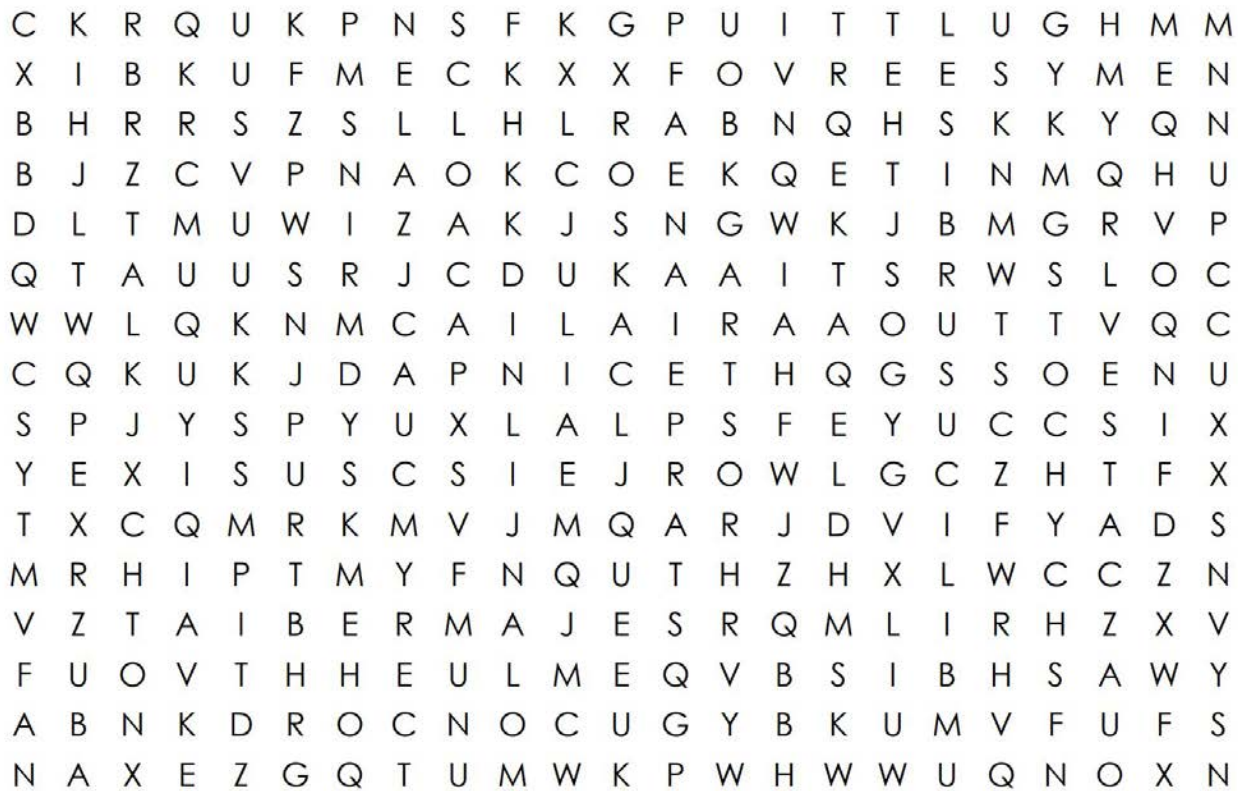 C K R Q U K P N S F K G P U I T T L U G H M M
X I B K U F M E C K X X F O V R E E S Y M E N
B H R R S Z S L L H L R A B N Q H S K K Y Q N
B J Z C V P N A O K C O E K Q E T I N M Q H U
D L T M U W I Z A K J S N G W K J B M G R V P
Q T A U U S R J C D U K A A I T S R W S L O C
W W L Q K N M C A I L A I R A A O U T T V Q C
C Q K U K J D A P N I C E T H Q G S S O E N U
S P J Y S P Y U X L A L P S F E Y U C C S I X
Y E X I S U S C S I E J R O W L G C Z H T F X
T X C Q M R K M V J M Q A R J D V I F Y A D S
M R H I P T M Y F N Q U T H Z H X L W C C Z N
V Z T A I B E R M A J E S R Q M L I R H Z X V
F U O V T H H E U L M E Q V B S I B H S A W Y
A B N K D R O C N O C U G Y B K U M V F U F S
N A X E Z G Q T U M W K P W H W W U Q N O X N